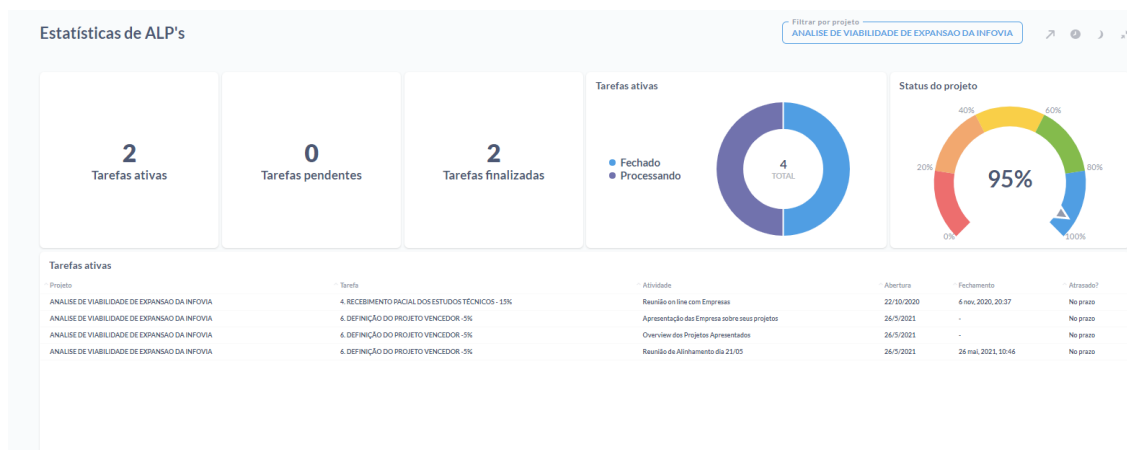 Estatísticas de ALP's
Filtrar por projeto
ANALISE DE VIABILIDADE DE EXPANSAO DA INFOVIA
2
Tarefas ativas
0
Tarefas pendentes
2
Tarefas finalizadas
Tarefas ativas
Fechado
Processando
4
TOTAL
Status do projeto
0%
20%
40%
60%
80%
100%
95%
Tarefas ativas
Projeto Tarefa Atividade Abertura Fechamento Atrasado?
ANALISE DE VIABILIDADE DE EXPANSAO DA INFOVIA 4. RECEBIMENTO PACIAL DOS ESTUDOS TÉCNICOS - 15% Reunião on line com Empresas 22/10/2020 6 nov, 2020, 20:37 No prazo
ANALISE DE VIABILIDADE DE EXPANSAO DA INFOVIA 6. DEFINIÇÃO DO PROJETO VENCEDOR -5% Apresentação das Empresa sobre seus projetos 26/5/2021 - No prazo
ANALISE DE VIABILIDADE DE EXPANSAO DA INFOVIA 6. DEFINIÇÃO DO PROJETO VENCEDOR -5% Overview dos Projetos Apresentados 26/5/2021 - No prazo
ANALISE DE VIABILIDADE DE EXPANSAO DA INFOVIA 6. DEFINIÇÃO DO PROJETO VENCEDOR -5% Reunião de Alinhamento dia 21/05 26/5/2021 26 mai, 2021, 10:46 No prazo